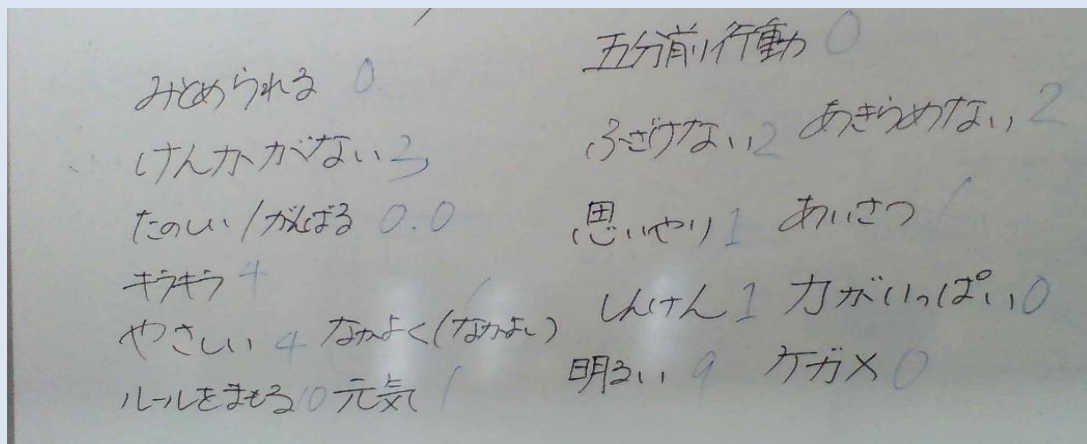 みとめられる 0
けんかがない 3
たのしい/がんばる 0.0
キラキラ 4
やさしい 4 なかよく(なかよい) 1
ルールをまもる 10 元気 1
五分前行動 0
ふざけない 2 あきらめない 2
思いやり 1 あいさつ 1
しんけん 1 力がいっぱい 0
明るい 9 ケガ× 0